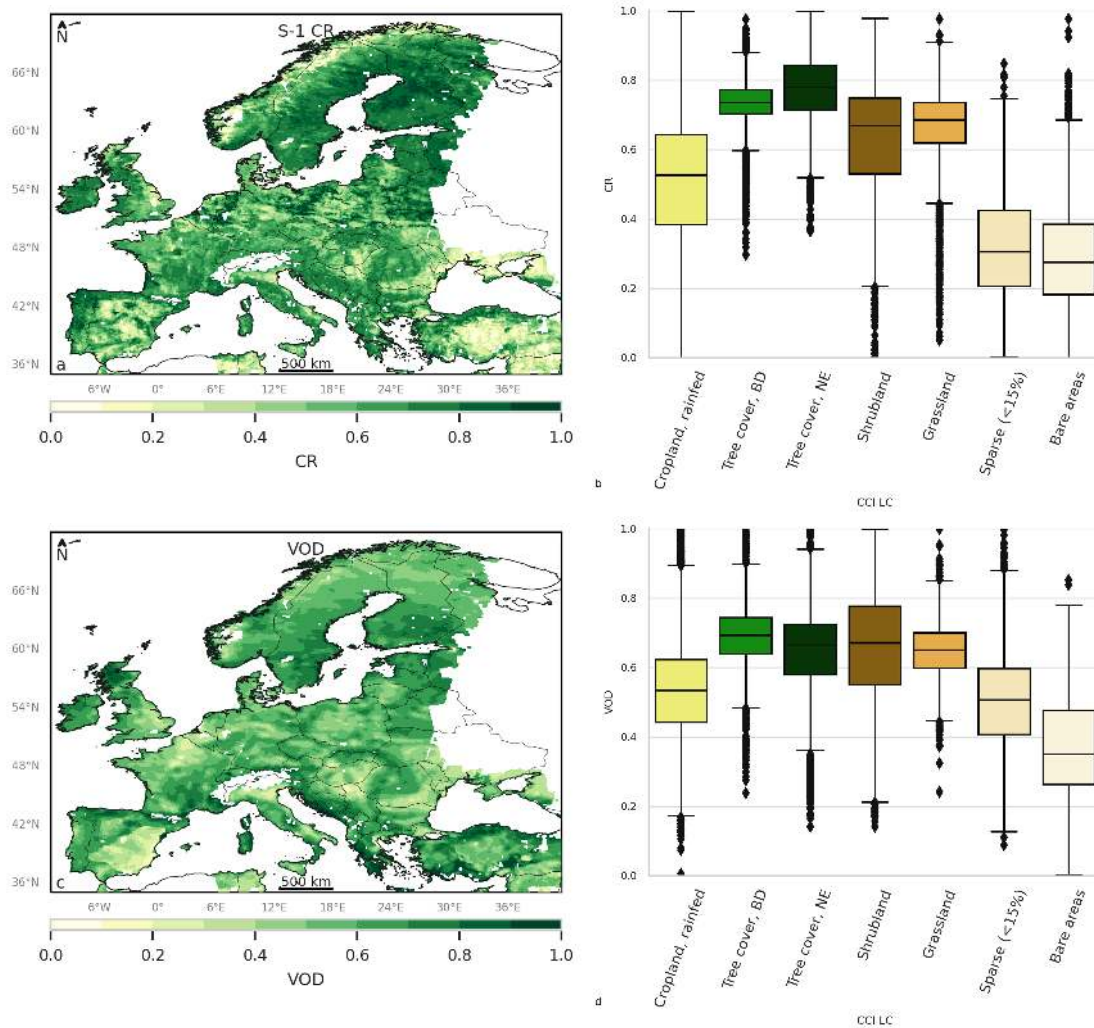 N
S-1 CR
66°N
60°N
54°N
48°N
42°N
36°N
a
500 km
6°W 0° 6°E 12°E 18°E 24°E 30°E 36°E
0.0 0.2 0.4 0.6 0.8 1.0
CR
1.0
0.8
0.6
0.4
0.2
0.0
CR
Cropland, rainfed
Tree cover, BD
Tree cover, NE
Shrubland
Grassland
Sparse (<15%)
Bare areas
b
CCI LC
N
VOD
66°N
60°N
54°N
48°N
42°N
36°N
c
500 km
6°W 0° 6°E 12°E 18°E 24°E 30°E 36°E
0.0 0.2 0.4 0.6 0.8 1.0
VOD
1.0
0.8
0.6
0.4
0.2
0.0
VOD
Cropland, rainfed
Tree cover, BD
Tree cover, NE
Shrubland
Grassland
Sparse (<15%)
Bare areas
d
CCI LC